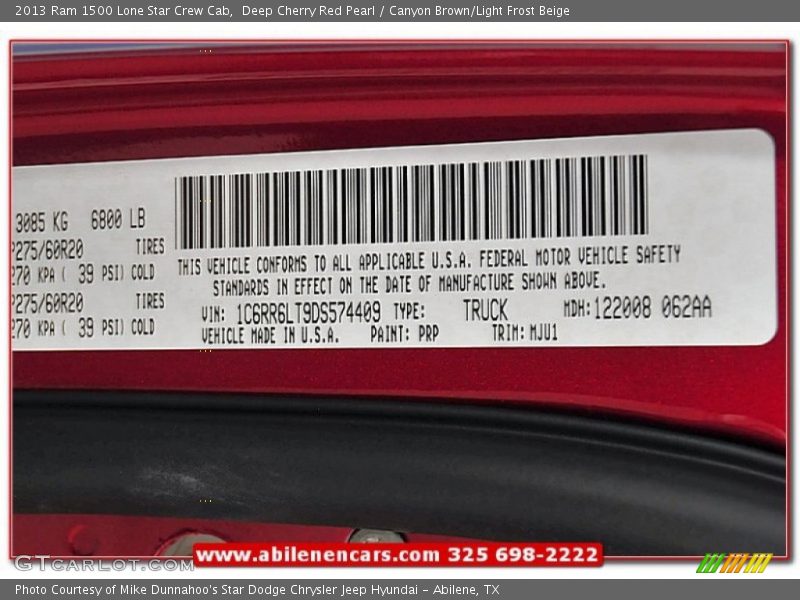 2013 Ram 1500 Lone Star Crew Cab,  Deep Cherry Red Pearl / Canyon Brown/Light Frost Beige
3085 KG 6800 LB
P275/60R20 TIRES
270 KPA ( 39 PSI) COLD
P275/60R20 TIRES
270 KPA ( 39 PSI) COLD
THIS VEHICLE CONFORMS TO ALL APPLICABLE U.S.A. FEDERAL MOTOR VEHICLE SAFETY
STANDARDS IN EFFECT ON THE DATE OF MANUFACTURE SHOWN ABOVE.
VIN: 1C6RR6LT9DS574409 TYPE: TRUCK MDH: 122008 062AA
VEHICLE MADE IN U.S.A. PAINT: PRP TRIM: MJU1
www.abilenencars.com 325 698-2222
GTCARLOT.COM
Photo Courtesy of Mike Dunnahoo's Star Dodge Chrysler Jeep Hyundai - Abilene, TX